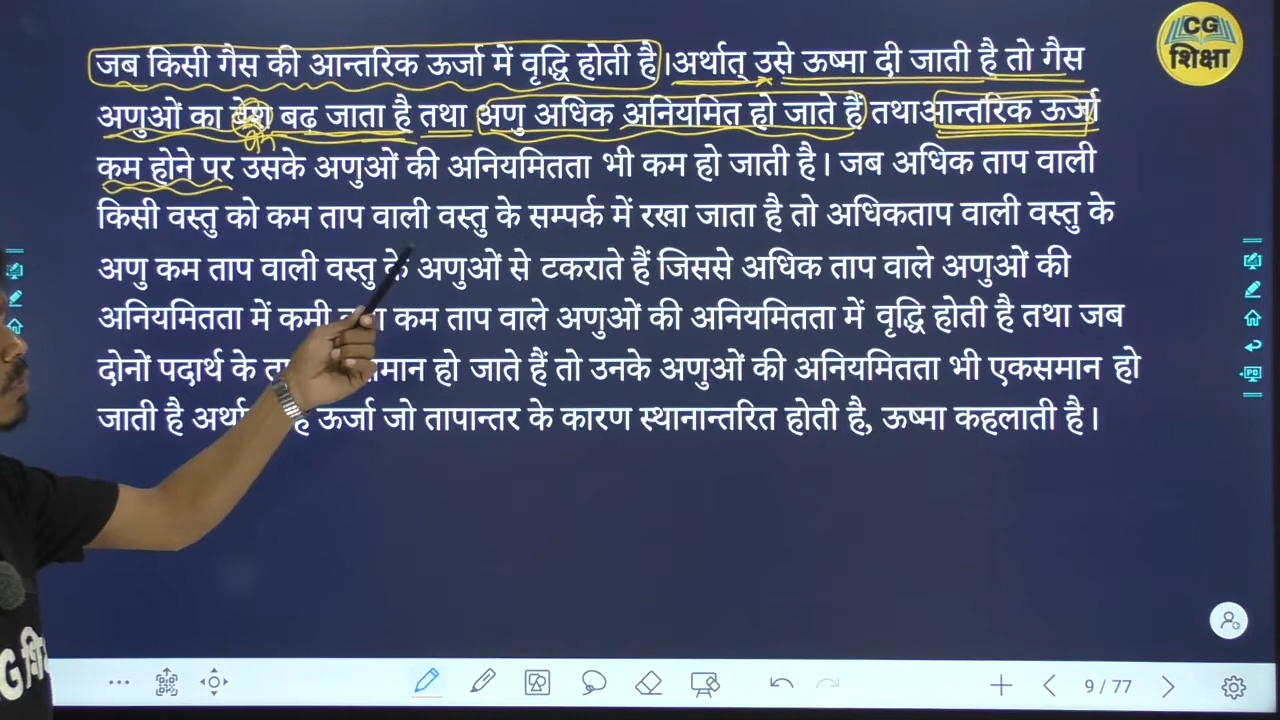 CG
शिक्षा
जब किसी गैस की आन्तरिक ऊर्जा में वृद्धि होती है।अर्थात् उसे ऊष्मा दी जाती है तो गैस
अणुओं का बढ़ जाता है तथा अणु अधिक अनियमित हो जाते हैं तथाआन्तरिक ऊर्जा
कम होने पर उसके अणुओं की अनियमितता भी कम हो जाती है। जब अधिक ताप वाली
किसी वस्तु को कम ताप वाली वस्तु के सम्पर्क में रखा जाता है तो अधिकताप वाली वस्तु के
अणु कम ताप वाली वस्तु के अणुओं से टकराते हैं जिससे अधिक ताप वाले अणुओं की
अनियमितता में कमी कम ताप वाले अणुओं की अनियमितता में वृद्धि होती है तथा जब
दोनों पदार्थ के हो जाते हैं तो उनके अणुओं की अनियमितता भी एकसमान हो
जाती है ऊर्जा जो तापान्तर के कारण स्थानान्तरित होती है, ऊष्मा कहलाती है।
9 / 77